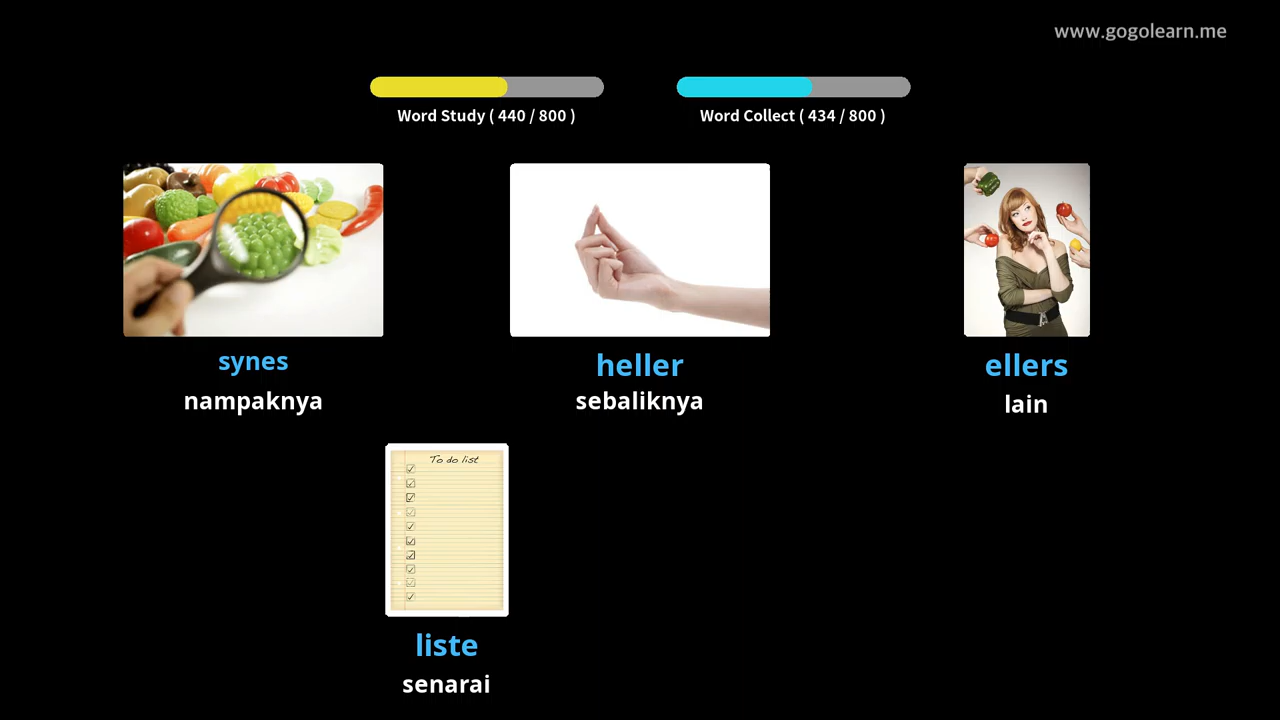 www.gogolearn.me
Word Study ( 440 / 800 )
Word Collect ( 434 / 800 )
synes
nampaknya
heller
sebaliknya
ellers
lain
To do list
liste
senarai